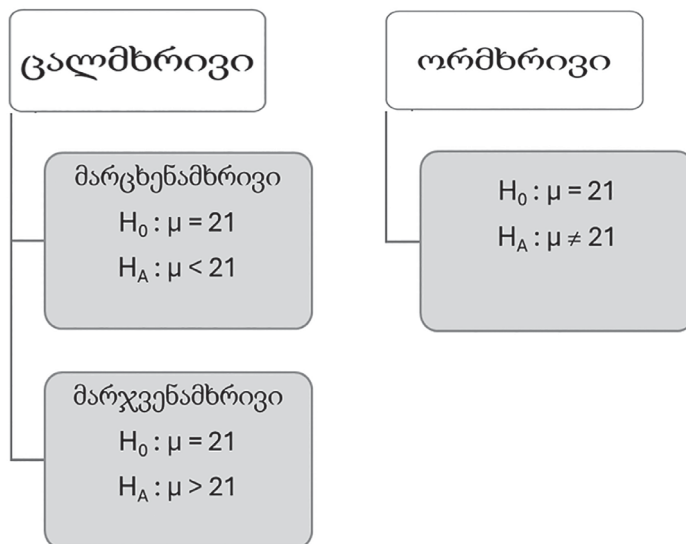 ცალმხრივი
მარცხენამხრივი
H₀ : μ = 21
Hₐ : μ < 21
მარჯვენამხრივი
H₀ : μ = 21
Hₐ : μ > 21
ორმხრივი
H₀ : μ = 21
Hₐ : μ ≠ 21